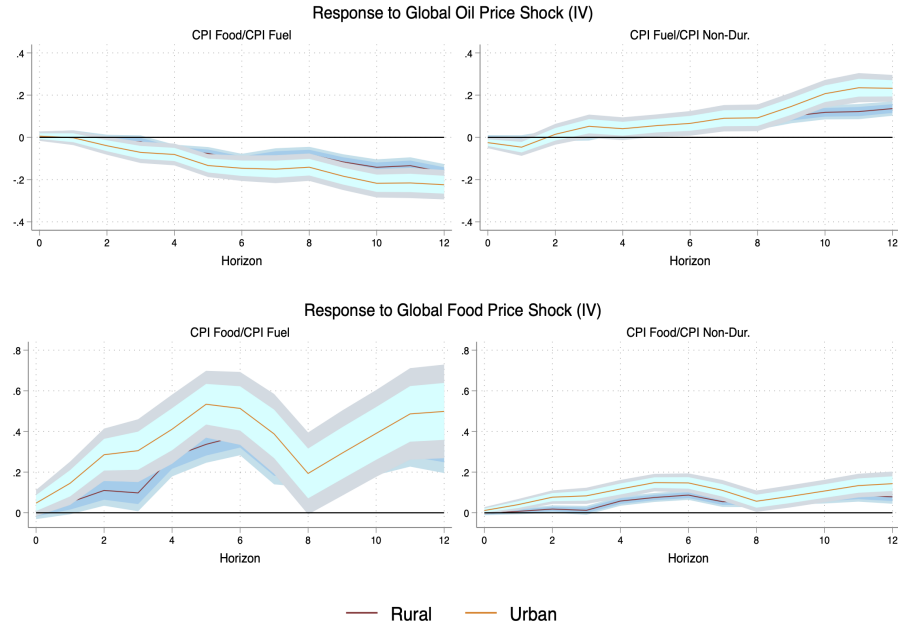 Response to Global Oil Price Shock (IV)
CPI Food/CPI Fuel
CPI Fuel/CPI Non-Dur.
.4
.2
0
-.2
-.4
0 2 4 6 8 10 12
Horizon
.4
.2
0
-.2
-.4
0 2 4 6 8 10 12
Horizon
Response to Global Food Price Shock (IV)
CPI Food/CPI Fuel
CPI Food/CPI Non-Dur.
.8
.6
.4
.2
0
0 2 4 6 8 10 12
Horizon
.8
.6
.4
.2
0
0 2 4 6 8 10 12
Horizon
Rural Urban